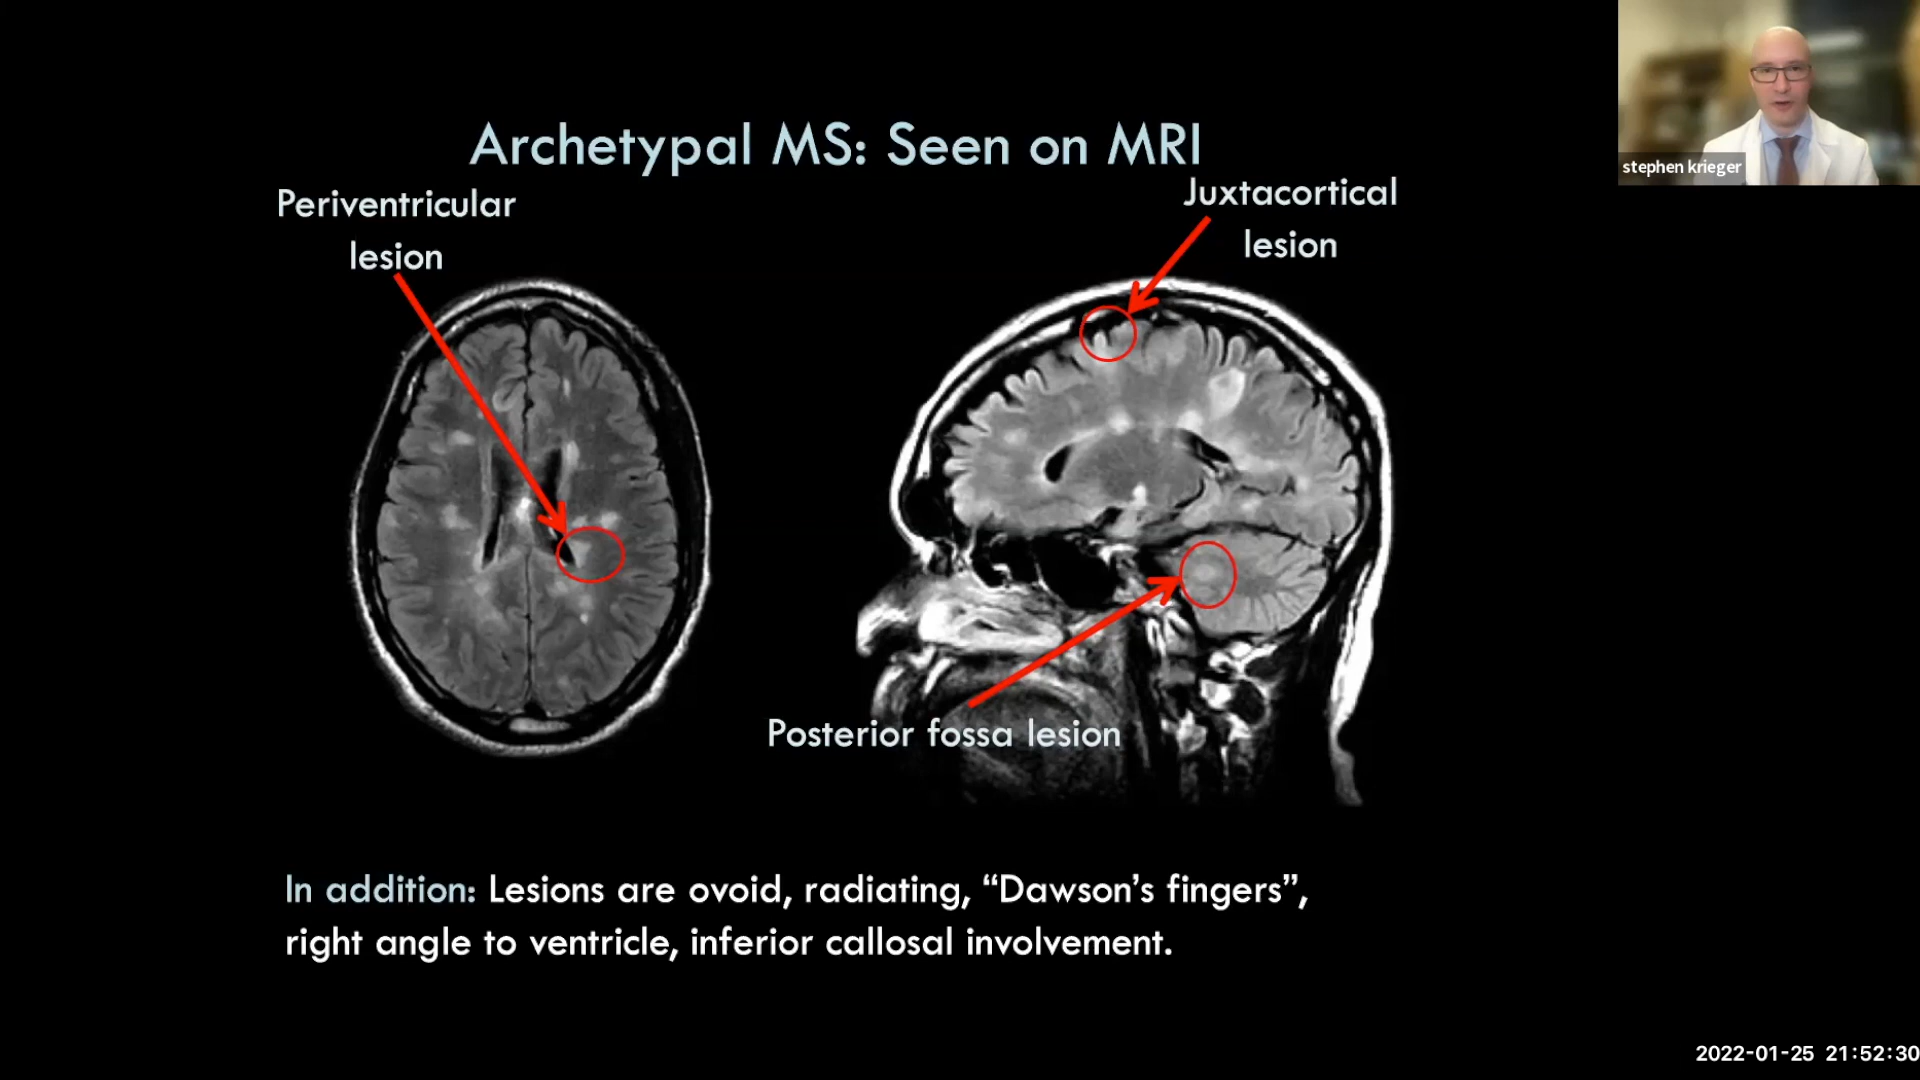 Archetypal MS: Seen on MRI
Periventricular
lesion
Juxtacortical
lesion
Posterior fossa lesion
In addition: Lesions are ovoid, radiating, “Dawson’s fingers”,
right angle to ventricle, inferior callosal involvement.
stephen krieger
2022-01-25 21:52:30